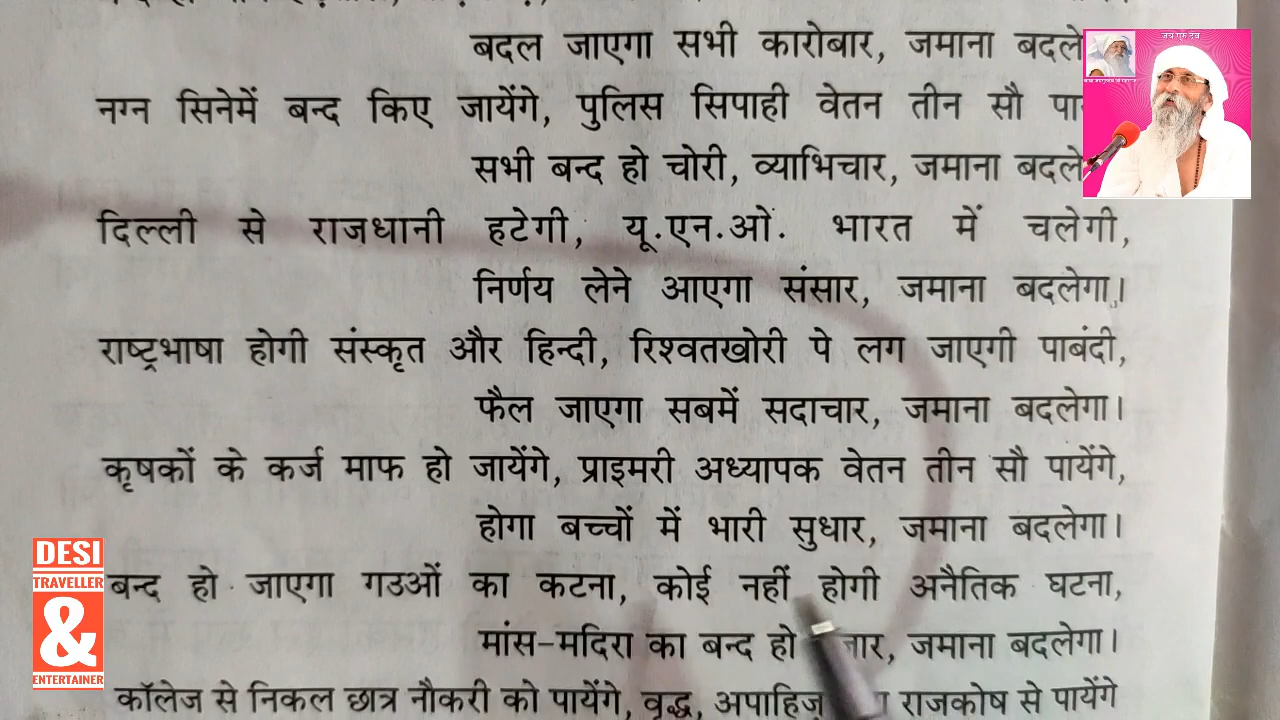 बदल जाएगा सभी कारोबार, जमाना बदले
नग्न सिनेमें बन्द किए जायेंगे, पुलिस सिपाही वेतन तीन सौ पा
सभी बन्द हो चोरी, व्याभिचार, जमाना बदले
दिल्ली से राजधानी हटेगी, यू.एन.ओ. भारत में चलेगी,
निर्णय लेने आएगा संसार, जमाना बदलेगा।
राष्ट्रभाषा होगी संस्कृत और हिन्दी, रिश्वतखोरी पे लग जाएगी पाबंदी,
फैल जाएगा सबमें सदाचार, जमाना बदलेगा।
कृषकों के कर्ज माफ हो जायेंगे, प्राइमरी अध्यापक वेतन तीन सौ पायेंगे,
होगा बच्चों में भारी सुधार, जमाना बदलेगा।
बन्द हो जाएगा गउओं का कटना, कोई नहीं होगी अनैतिक घटना,
मांस-मदिरा का बन्द हो जार, जमाना बदलेगा।
कॉलेज से निकल छात्र नौकरी को पायेंगे, वृद्ध, अपाहिज राजकोष से पायेंगे
जय गुरु देव
DESI
TRAVELLER
&
ENTERTAINER